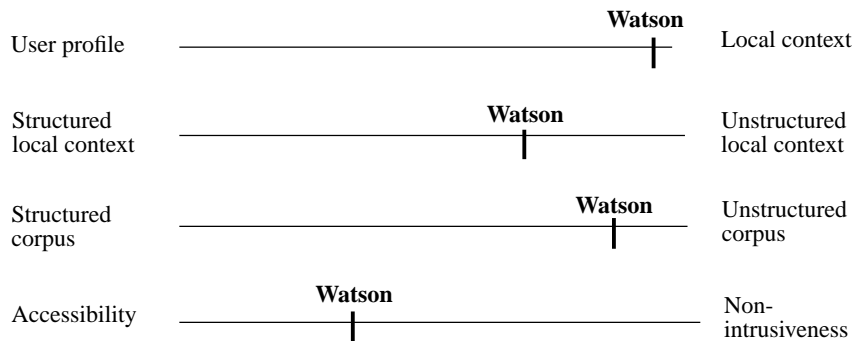 Watson
User profile
Local context
Structured
local context
Watson
Unstructured
local context
Structured
corpus
Watson
Unstructured
corpus
Accessibility
Watson
Non-
intrusiveness